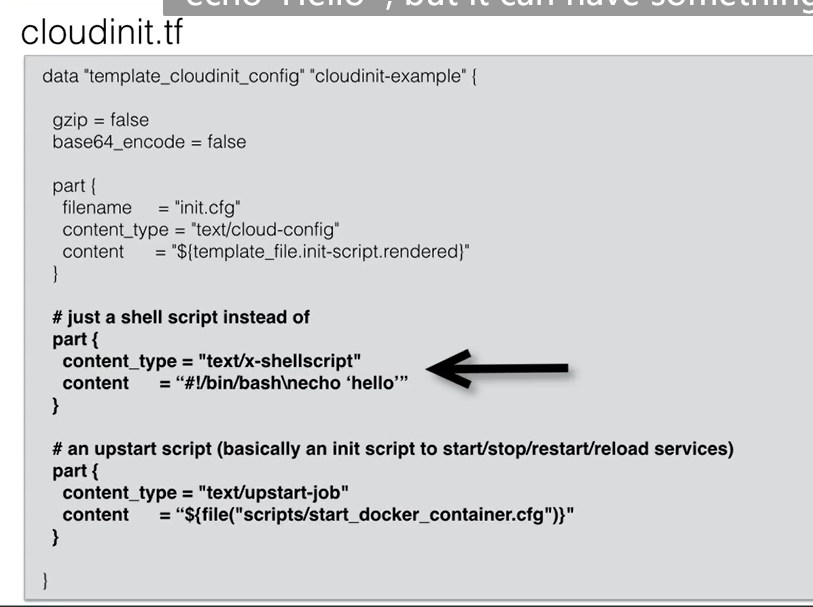 echo "Hello", but it can have something
cloudinit.tf
data "template_cloudinit_config" "cloudinit-example" {
gzip = false
base64_encode = false
part {
filename = "init.cfg"
content_type = "text/cloud-config"
content = "${template_file.init-script.rendered}"
}
# just a shell script instead of
part {
content_type = "text/x-shellscript"
content = “#!/bin/bash\necho ‘hello’”
}
# an upstart script (basically an init script to start/stop/restart/reload services)
part {
content_type = "text/upstart-job"
content = “${file("scripts/start_docker_container.cfg")}"
}
}